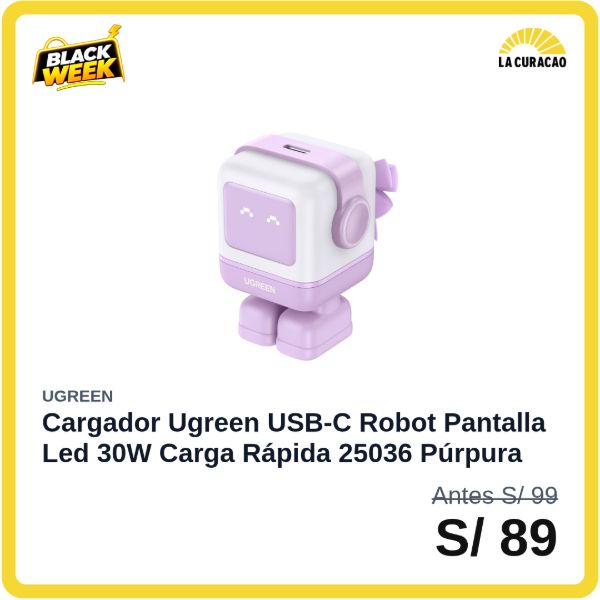 BLACK
WEEK
LA CURACAO
UGREEN
UGREEN
Cargador Ugreen USB-C Robot Pantalla
Led 30W Carga Rápida 25036 Púrpura
Antes S/ 99
S/ 89